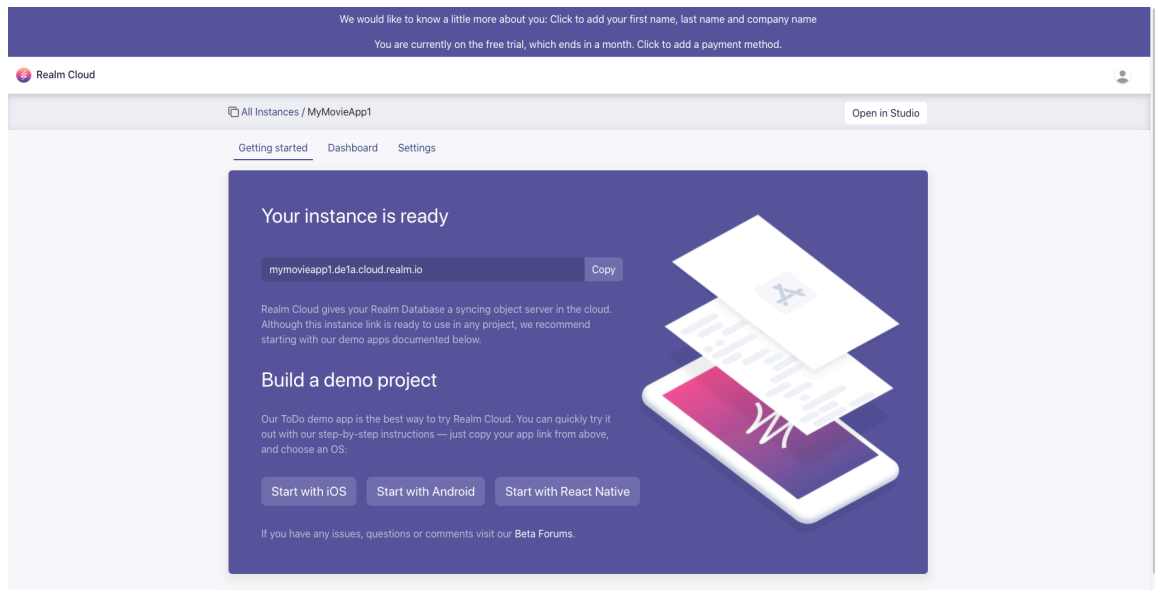 We would like to know a little more about you: Click to add your first name, last name and company name
You are currently on the free trial, which ends in a month. Click to add a payment method.
Realm Cloud
All Instances / MyMovieApp1
Open in Studio
Getting started Dashboard Settings
Your instance is ready
mymovieapp1.de1a.cloud.realm.io Copy
Realm Cloud gives your Realm Database a syncing object server in the cloud.
Although this instance link is ready to use in any project, we recommend
starting with our demo apps documented below.
Build a demo project
Our ToDo demo app is the best way to try Realm Cloud. You can quickly try it
out with our step-by-step instructions — just copy your app link from above,
and choose an OS:
Start with iOS Start with Android Start with React Native
If you have any issues, questions or comments visit our Beta Forums.